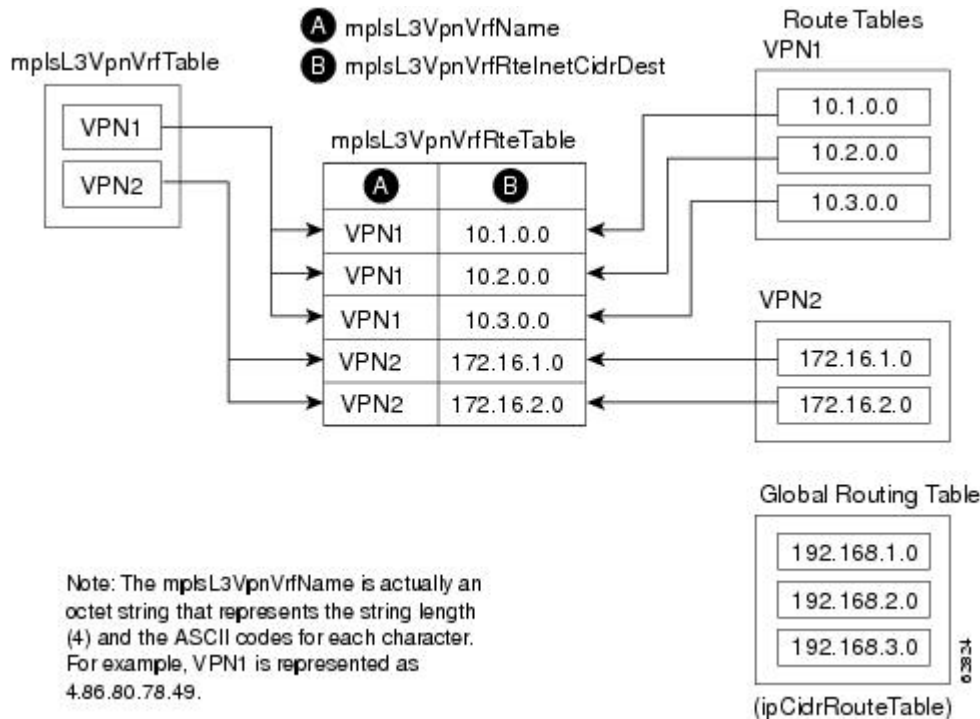 A mplsL3VpnVrfName
B mplsL3VpnVrfRteInetCidrDest
mplsL3VpnVrfTable
VPN1
VPN2
mplsL3VpnVrfRteTable
A B
VPN1 10.1.0.0
VPN1 10.2.0.0
VPN1 10.3.0.0
VPN2 172.16.1.0
VPN2 172.16.2.0
Route Tables
VPN1
10.1.0.0
10.2.0.0
10.3.0.0
VPN2
172.16.1.0
172.16.2.0
Global Routing Table
192.168.1.0
192.168.2.0
192.168.3.0
(ipCidrRouteTable)
Note: The mplsL3VpnVrfName is actually an
octet string that represents the string length
(4) and the ASCII codes for each character.
For example, VPN1 is represented as
4.86.80.78.49.
63824